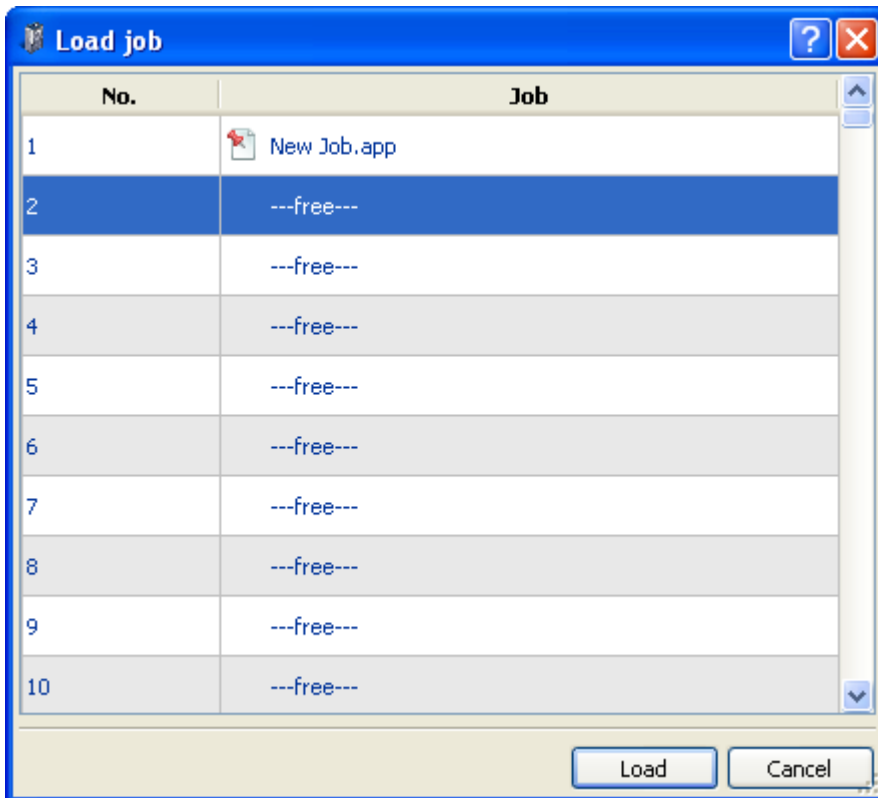 Load job
No. Job
1 New Job.app
2 ---free---
3 ---free---
4 ---free---
5 ---free---
6 ---free---
7 ---free---
8 ---free---
9 ---free---
10 ---free---
Load Cancel